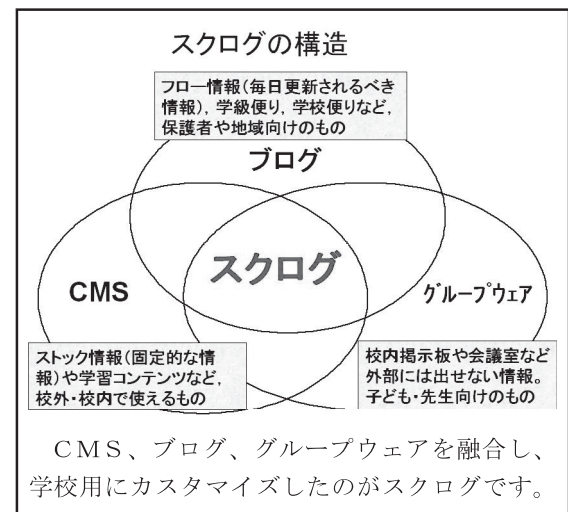 スクログの構造
フロー情報(毎日更新されるべき
情報),学級便り,学校便りなど,
保護者や地域向けのもの
ブログ
スクログ
CMS
グループウェア
ストック情報(固定的な情
報)や学習コンテンツなど,
校外・校内で使えるもの
校内掲示板や会議室など
外部には出せない情報。
子ども・先生向けのもの
CMS、ブログ、グループウェアを融合し、
学校用にカスタマイズしたのがスクログです。